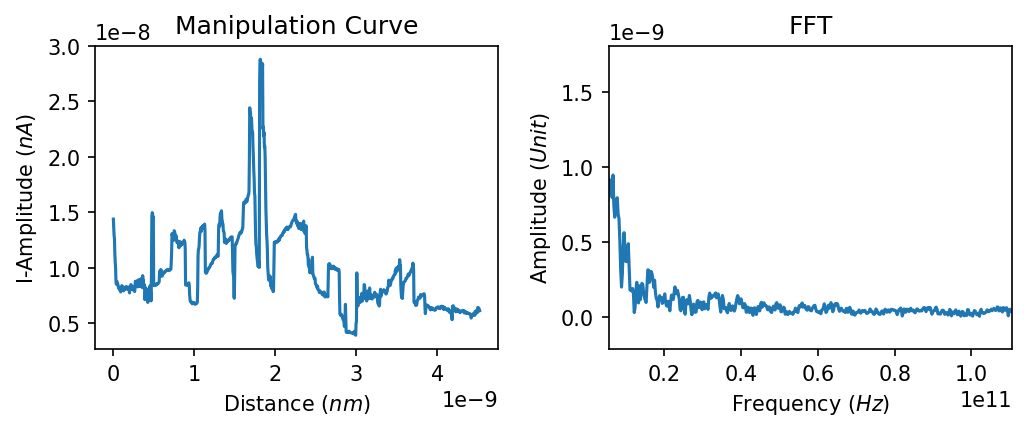 Manipulation Curve
1e−8
3.0
2.5
2.0
1.5
1.0
0.5
I-Amplitude (nA)
0 1 2 3 4
1e−9
Distance (nm)
FFT
1e−9
1.5
1.0
0.5
0.0
Amplitude (Unit)
0.2 0.4 0.6 0.8 1.0
1e11
Frequency (Hz)